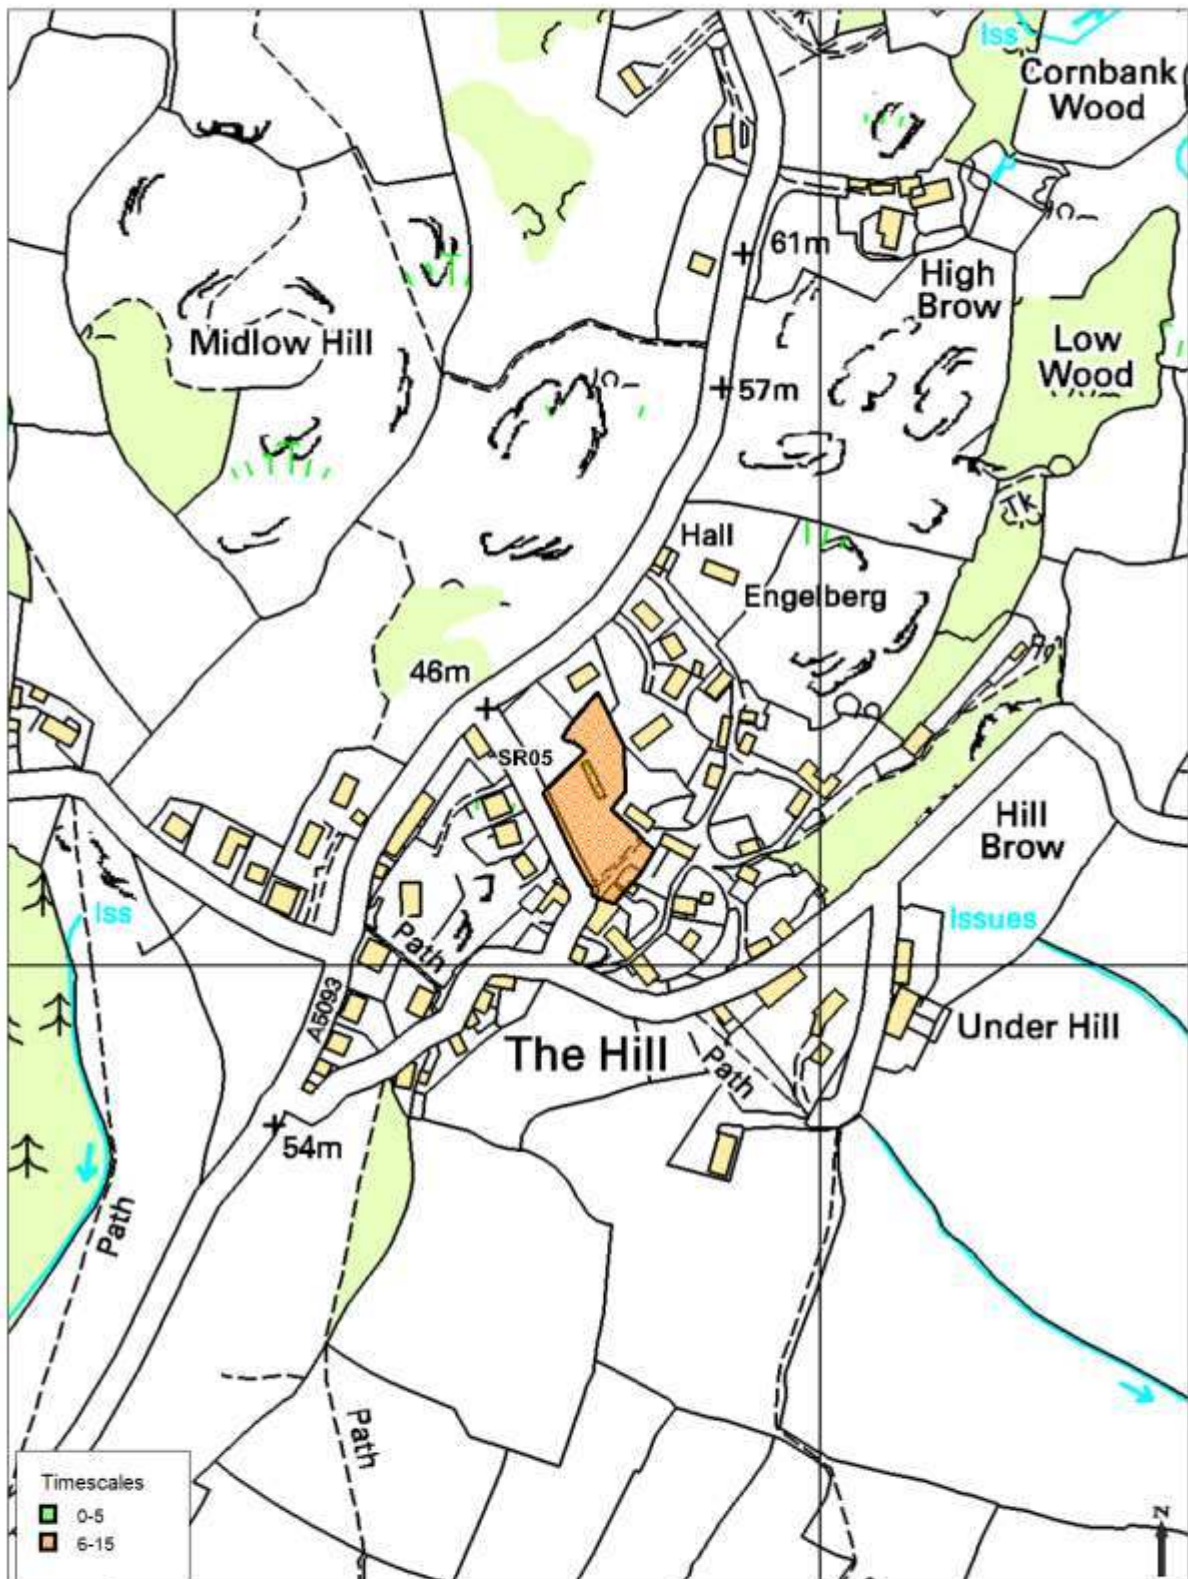 Iss
Cornbank
Wood
61m
High
Brow
Midlow Hill
Low
Wood
57m
Tk
Hall
Engelberg
46m
SR05
Hill
Brow
Iss
Path
Issues
A5093
The Hill
Under Hill
Path
54m
Path
Path
Timescales
0-5
6-15
N